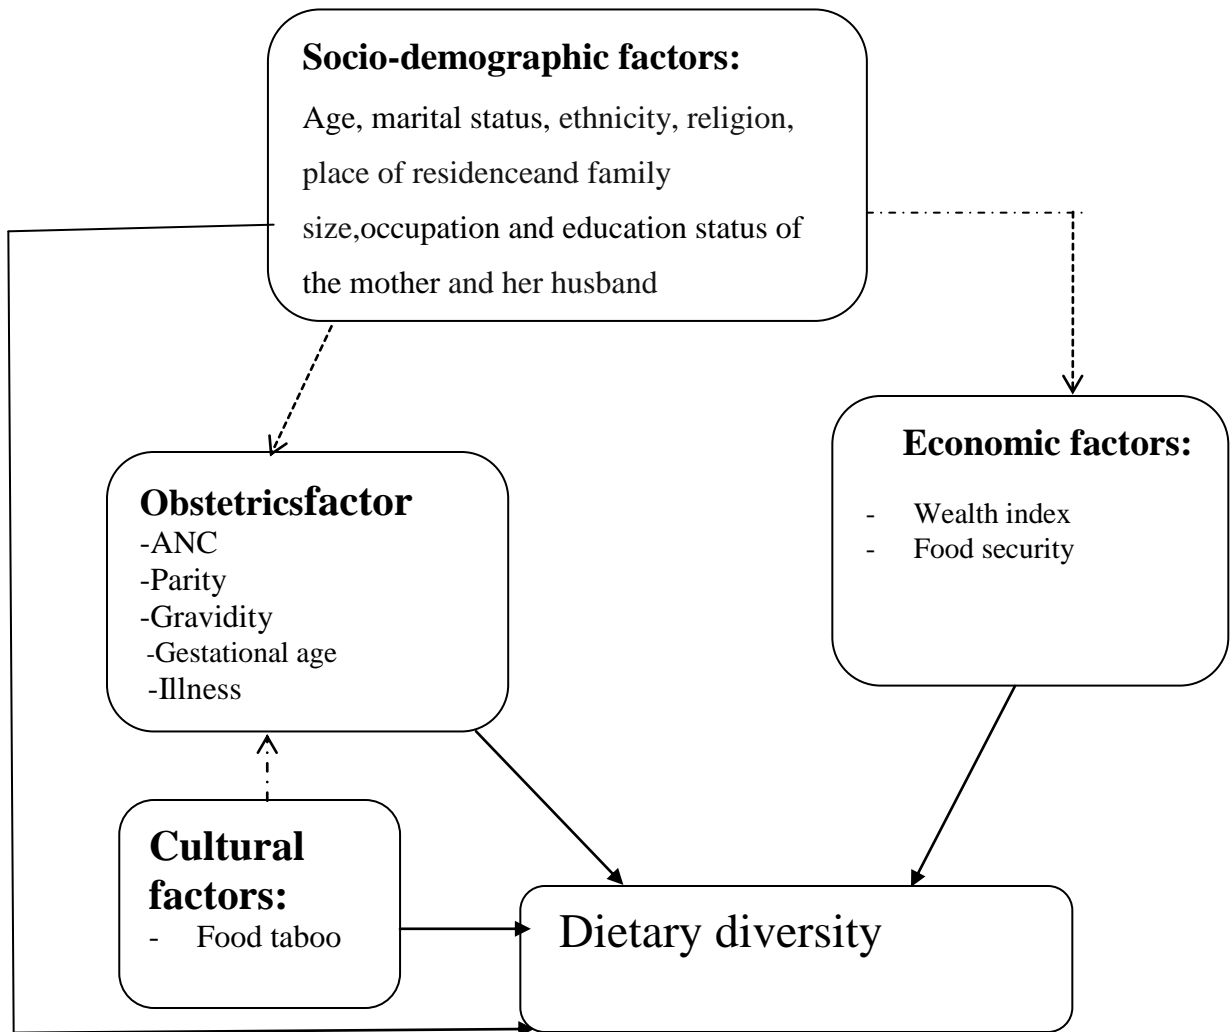 Socio-demographic factors:
Age, marital status, ethnicity, religion,
place of residenceand family
size,occupation and education status of
the mother and her husband
Economic factors:
- Wealth index
- Food security
Obstetricsfactor
-ANC
-Parity
-Gravidity
-Gestational age
-Illness
Cultural
factors:
- Food taboo
Dietary diversity